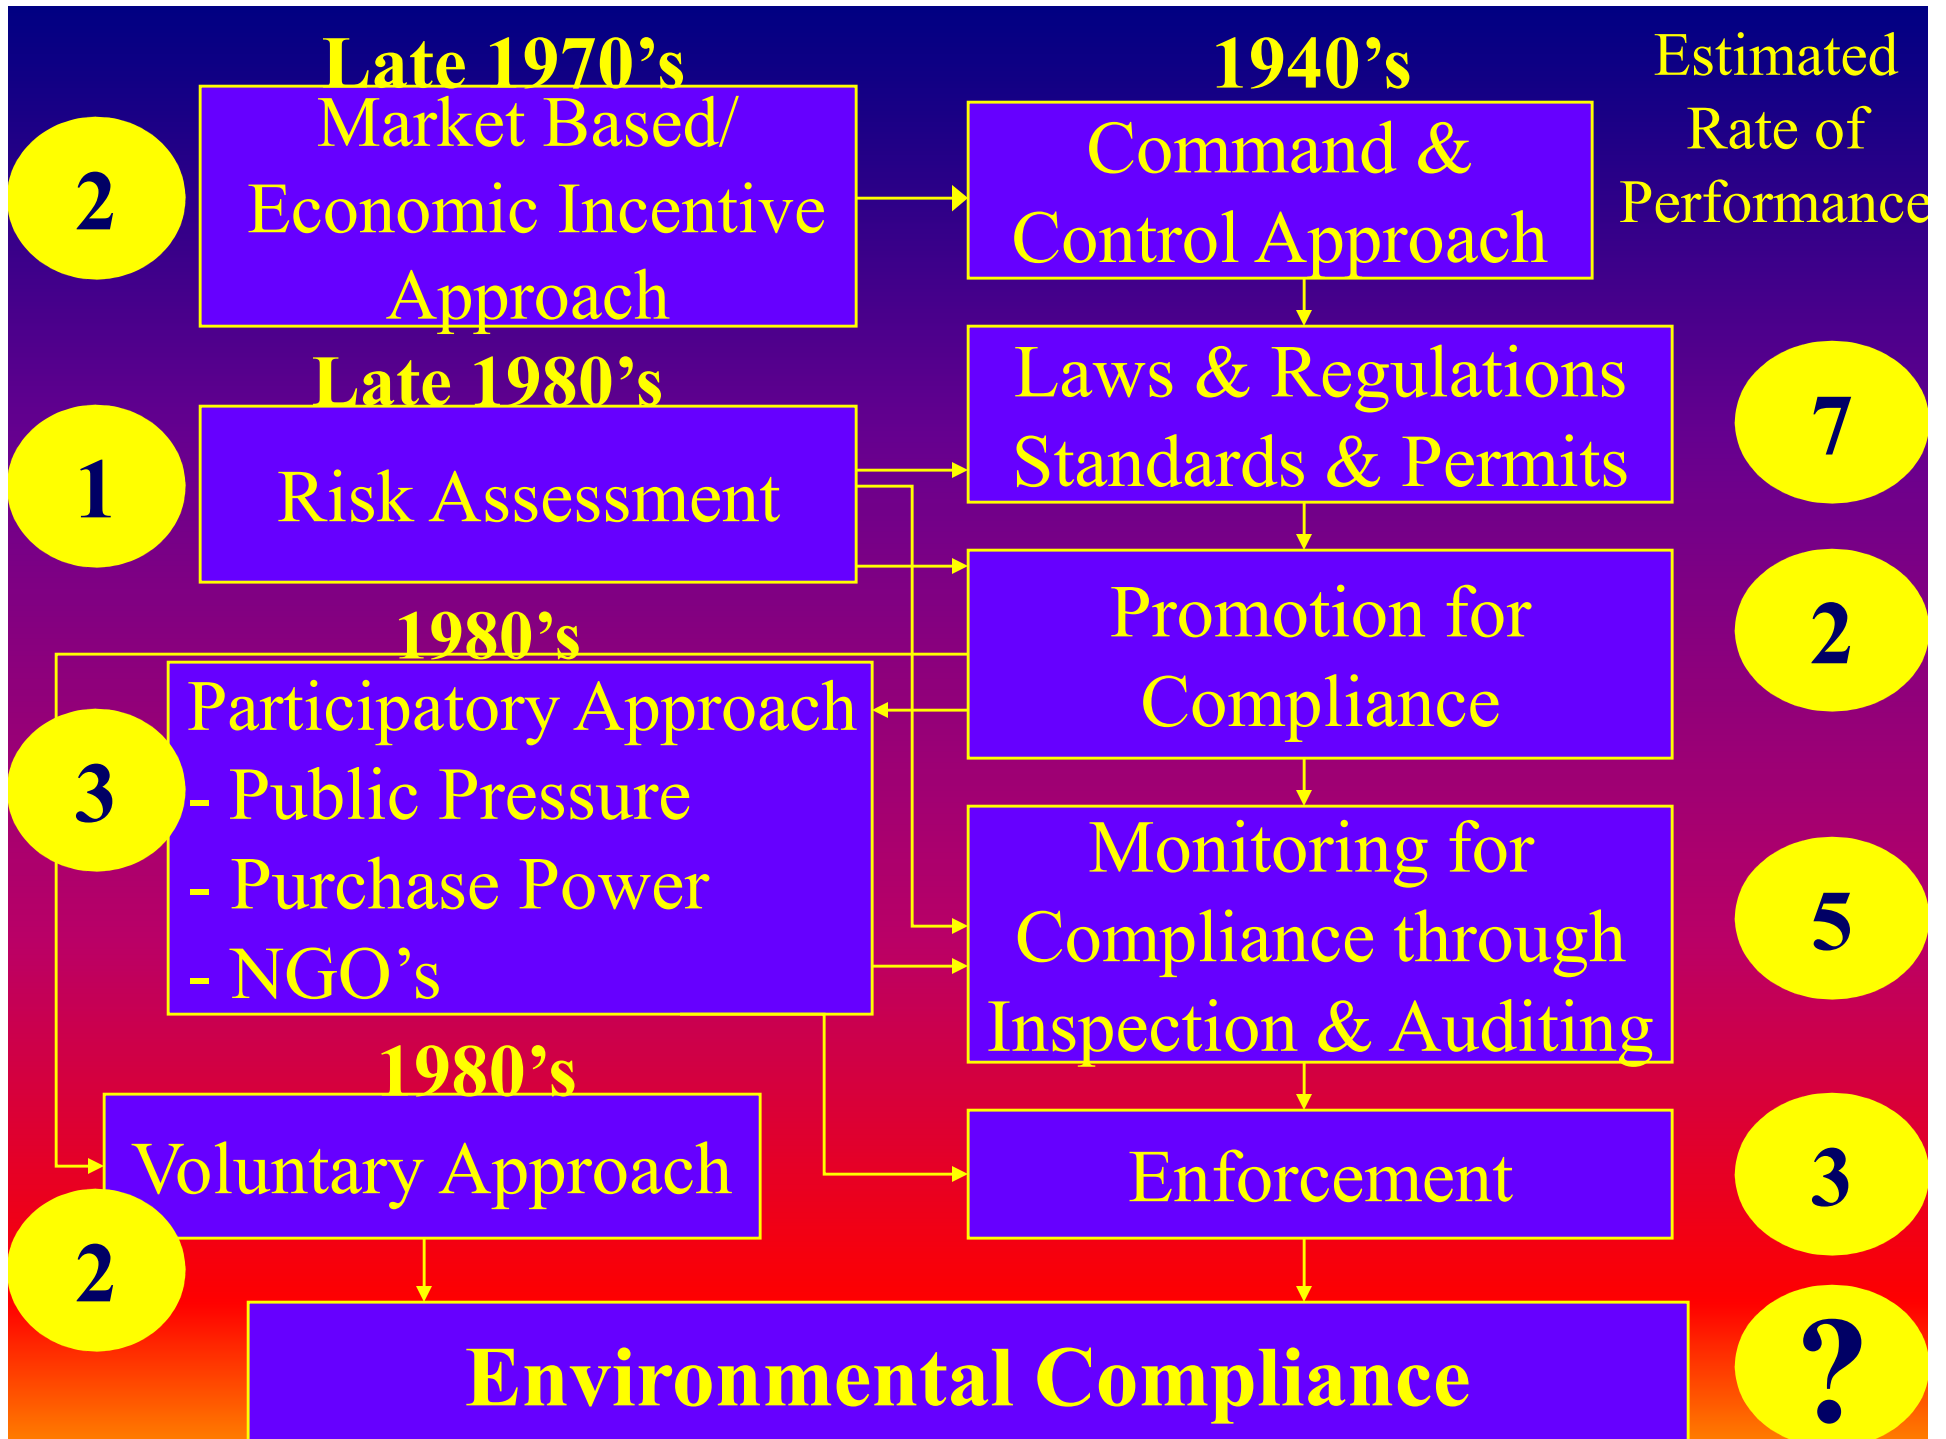 Late 1970’s
Market Based/
Economic Incentive
Approach
2
1940’s
Command &
Control Approach
Estimated
Rate of
Performance
Late 1980’s
Risk Assessment
1
Laws & Regulations
Standards & Permits
7
Promotion for
Compliance
2
1980’s
Participatory Approach
- Public Pressure
- Purchase Power
- NGO’s
3
Monitoring for
Compliance through
Inspection & Auditing
5
1980’s
Voluntary Approach
2
Enforcement
3
Environmental Compliance
?